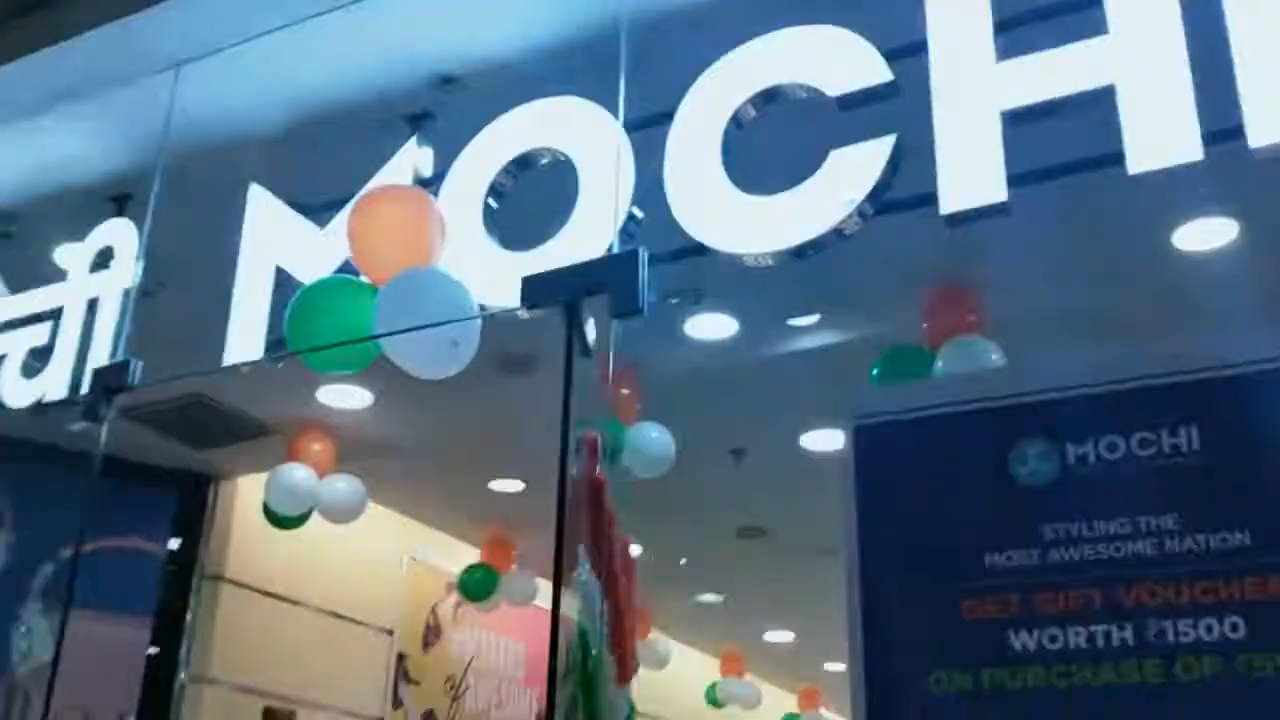 ची MOCHI
MOCHI
STYLING THE
MOST AWESOME NATION
GET GIFT VOUCHER
WORTH ₹1500
ON PURCHASE OF